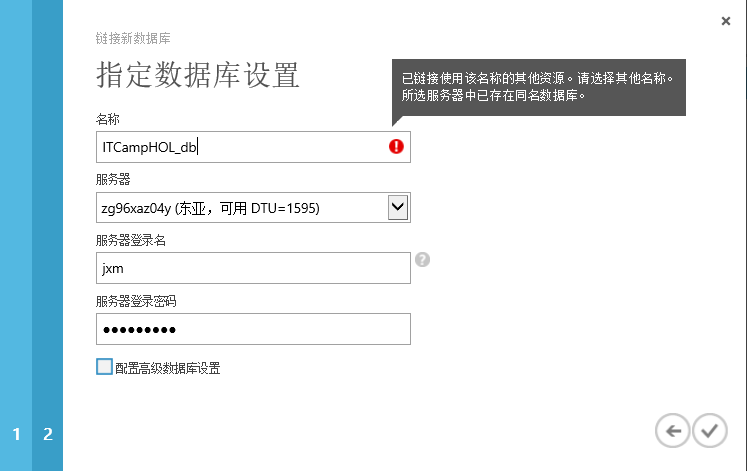 链接新数据库
指定数据库设置
已链接使用该名称的其他资源。请选择其他名称。
所选服务器中已存在同名数据库。
名称
ITCampHOL_db
服务器
zg96xaz04y (东亚，可用 DTU=1595)
服务器登录名
jxm
?
服务器登录密码
●●●●●●●●●
配置高级数据库设置
1 2